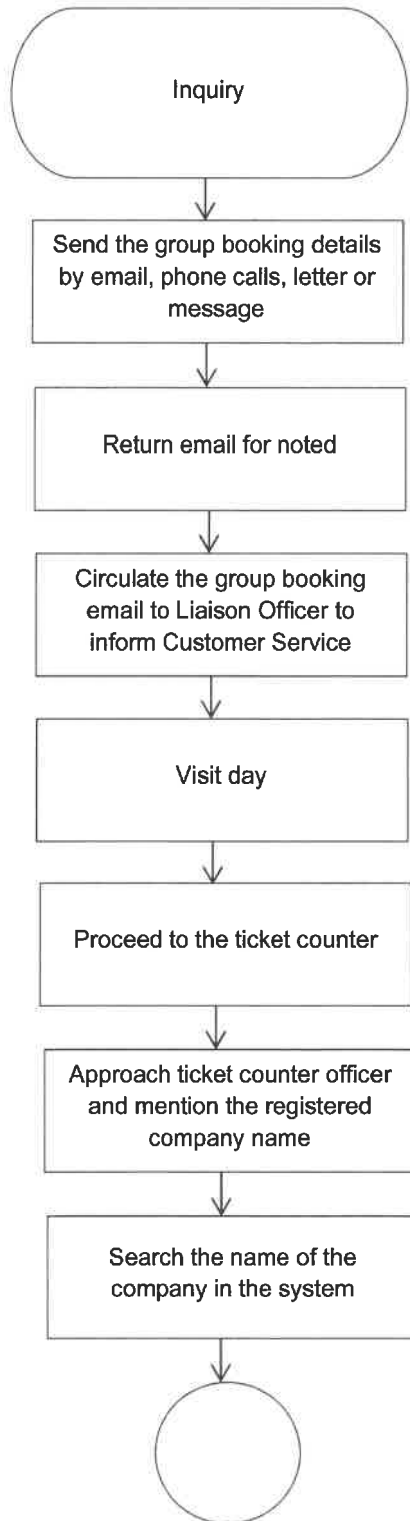 Inquiry
Send the group booking details
by email, phone calls, letter or
message
Return email for noted
Circulate the group booking
email to Liaison Officer to
inform Customer Service
Visit day
Proceed to the ticket counter
Approach ticket counter officer
and mention the registered
company name
Search the name of the
company in the system